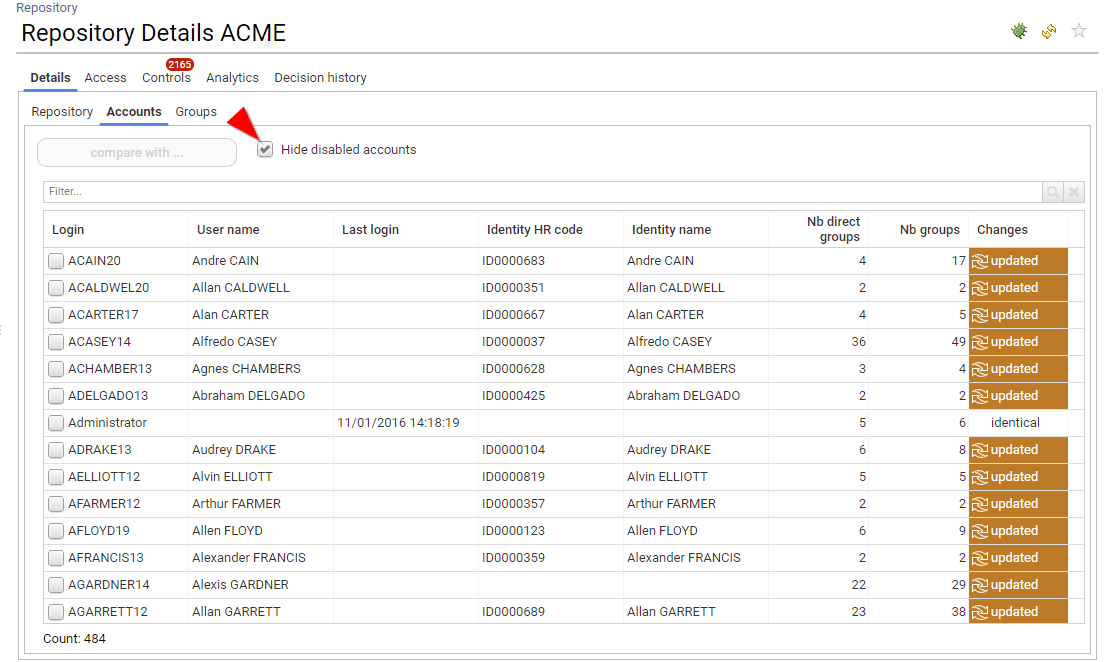 Repository
Repository Details ACME
2165
Details Access Controls Analytics Decision history
Repository Accounts Groups
compare with ... Hide disabled accounts
Filter...
Login User name Last login Identity HR code Identity name Nb direct groups Nb groups Changes
ACAIN20 Andre CAIN ID0000683 Andre CAIN 4 17 updated
ACALDWEL20 Allan CALDWELL ID0000351 Allan CALDWELL 2 2 updated
ACARTER17 Alan CARTER ID0000667 Alan CARTER 4 5 updated
ACASEY14 Alfredo CASEY ID0000037 Alfredo CASEY 36 49 updated
ACHAMBER13 Agnes CHAMBERS ID0000628 Agnes CHAMBERS 3 4 updated
ADELGADO13 Abraham DELGADO ID0000425 Abraham DELGADO 2 2 updated
Administrator 11/01/2016 14:18:19 5 6 identical
ADRAKE13 Audrey DRAKE ID0000104 Audrey DRAKE 6 8 updated
AELLIOTT12 Alvin ELLIOTT ID0000819 Alvin ELLIOTT 5 5 updated
AFARMER12 Arthur FARMER ID0000357 Arthur FARMER 2 2 updated
AFLOYD19 Allen FLOYD ID0000123 Allen FLOYD 6 9 updated
AFRANCIS13 Alexander FRANCIS ID0000359 Alexander FRANCIS 2 2 updated
AGARDNER14 Alexis GARDNER 22 29 updated
AGARRETT12 Allan GARRETT ID0000689 Allan GARRETT 23 38 updated
Count: 484